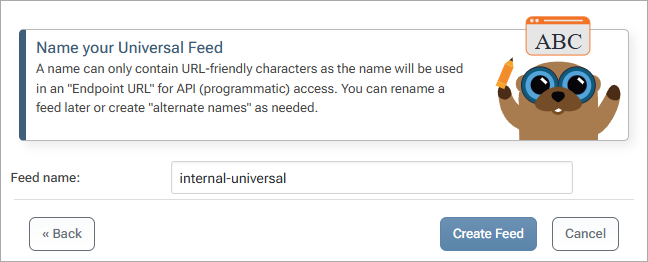 ABC
Name your Universal Feed
A name can only contain URL-friendly characters as the name will be used
in an "Endpoint URL" for API (programmatic) access. You can rename a
feed later or create "alternate names" as needed.
Feed name:
internal-universal
« Back
Create Feed
Cancel